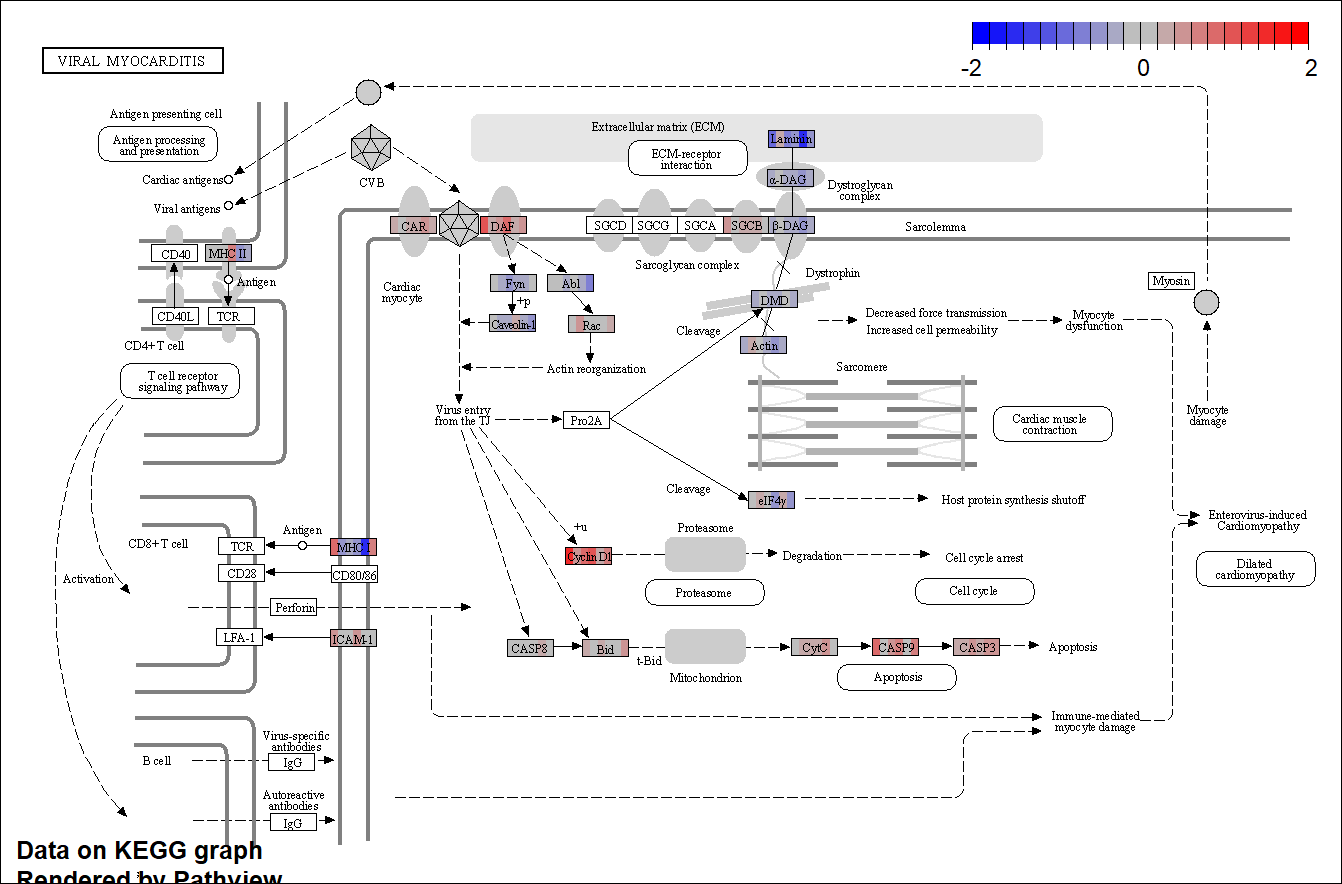 VIRAL MYOCARDITIS
-2
0
2
Antigen presenting cell
Antigen processing
and presentation
Cardiac antigens
Viral antigens
CVB
Extracellular matrix (ECM)
ECM-receptor
interaction
Laminin
α-DAG
Dystroglycan
complex
CAR
DAF
SGCD
SGCG
SGCA
SGCB
β-DAG
Sarcolemma
CD40
MHC II
Antigen
CD40L
TCR
CD4+ T cell
T cell receptor
signaling pathway
Cardiac
myocyte
Fyn
Abl
+p
Caveolin-1
Rac
Actin reorganization
Sarcoglycan complex
Dystrophin
DMD
Cleavage
Actin
Decreased force transmission
Increased cell permeability
Myocyte
dysfunction
Myosin
Sarcomere
Cardiac muscle
contraction
Myocyte
damage
Virus entry
from the TJ
Pro2A
Cleavage
eIF4γ
Host protein synthesis shutoff
CD8+ T cell
TCR
Antigen
MHC I
CD28
CD80/86
Activation
Perforin
LFA-1
ICAM-1
+u
Cyclin D1
Proteasome
Degradation
Cell cycle arrest
Proteasome
Cell cycle
Enterovirus-induced
Cardiomyopathy
Dilated
cardiomyopathy
CASP8
Bid
t-Bid
Mitochondrion
CytC
CASP9
CASP3
Apoptosis
Apoptosis
Immune-mediated
myocyte damage
B cell
Virus-specific
antibodies
IgG
Autoreactive
antibodies
IgG
Data on KEGG graph
Rendered by Pathview